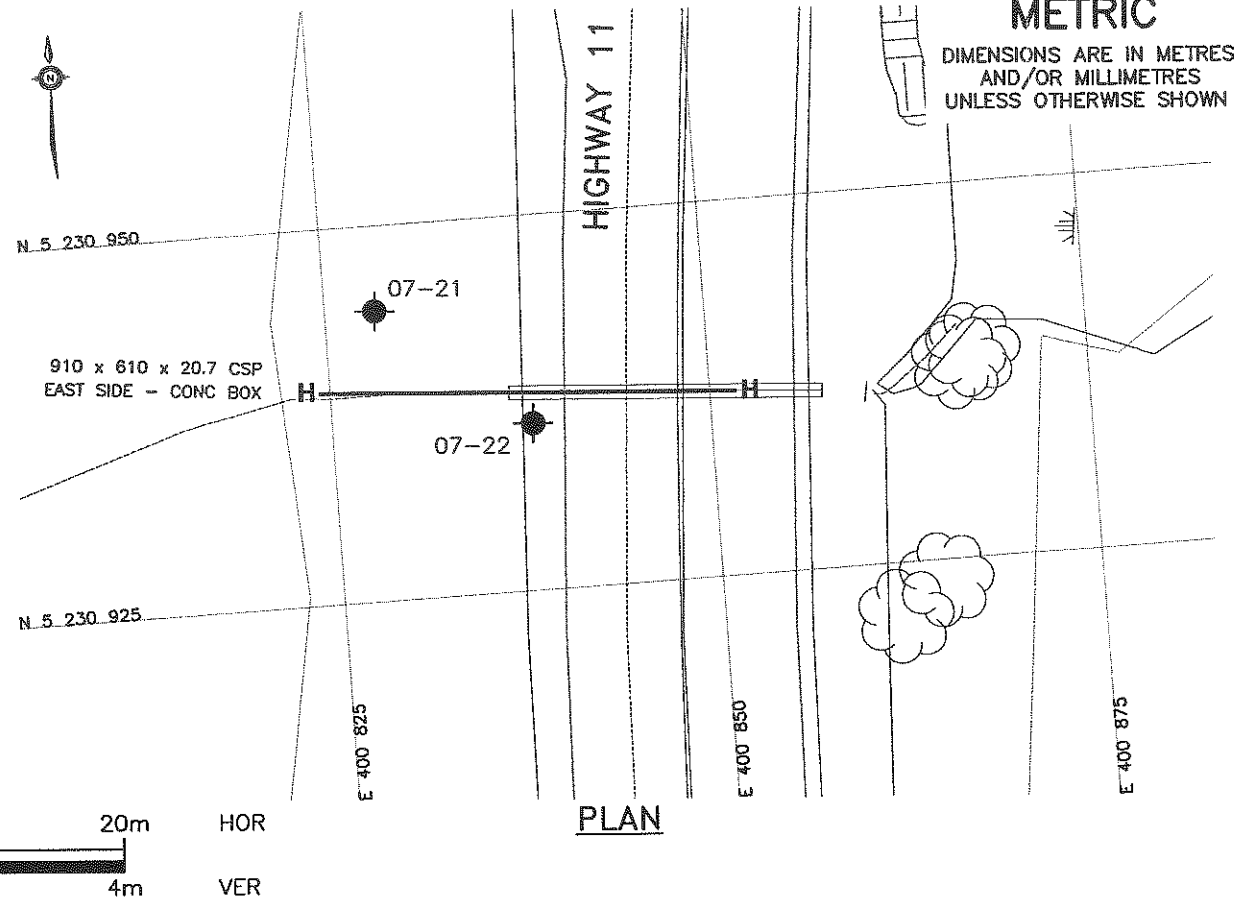 METRIC
DIMENSIONS ARE IN METRES
AND/OR MILLIMETRES
UNLESS OTHERWISE SHOWN
N
HIGHWAY 11
N 5 230 950
07-21
910 x 610 x 20.7 CSP
EAST SIDE - CONC BOX
H
H
07-22
N 5 230 925
E 400 825
E 400 850
E 400 875
PLAN
20m HOR
4m VER